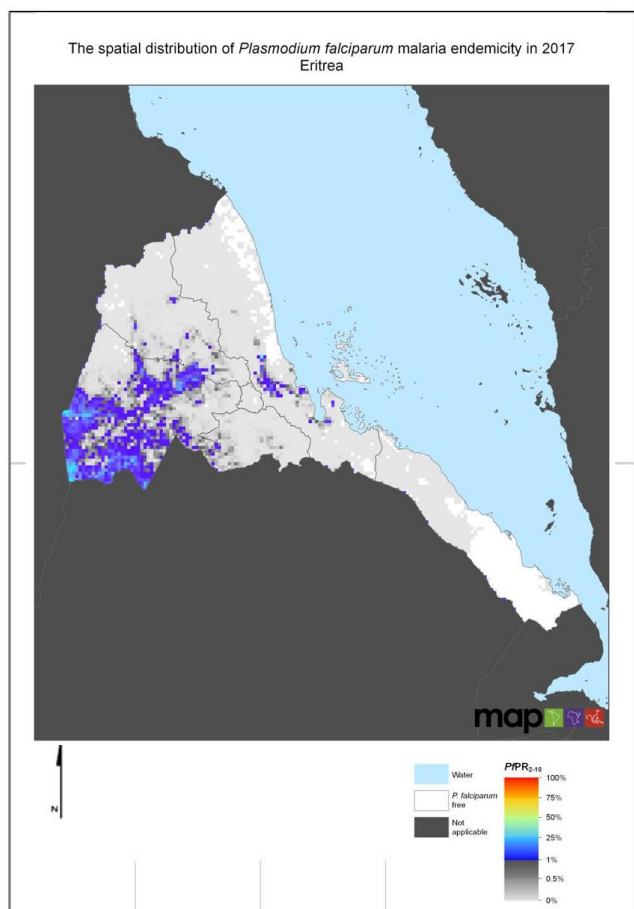 The spatial distribution of Plasmodium falciparum malaria endemicity in 2017
Eritrea
map
N
Water
P. falciparum
free
Not
applicable
PfPR2-10
100%
75%
50%
25%
1%
0.5%
0%